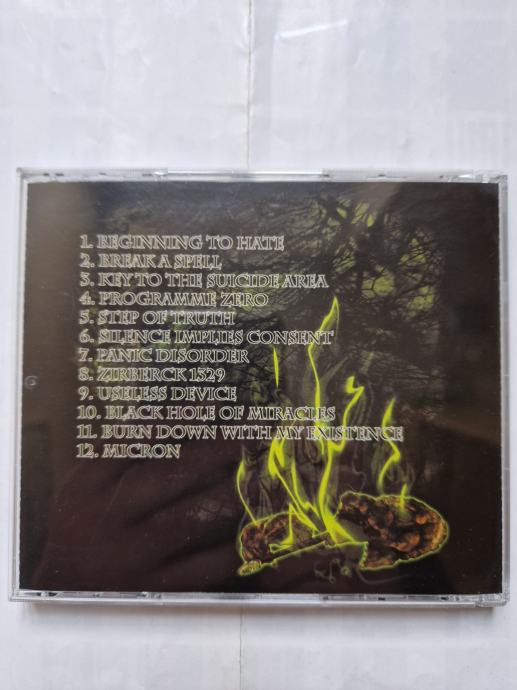 1. BEGINNING TO HATE
2. BREAK A SPELL
3. KEY TO THE SUICIDE AREA
4. PROGRAMME ZERO
5. STEP OF TRUTH
6. SILENCE IMPLIES CONSENT
7. PANIC DISORDER
8. ZIRBERCK 1329
9. USELESS DEVICE
10. BLACK HOLE OF MIRACLES
11. BURN DOWN WITH MY EXISTENCE
12. MICRON